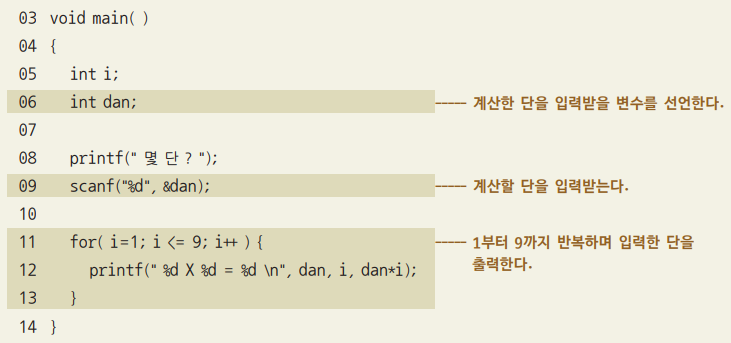 03 void main( )
04 {
05 int i;
06 int dan; 계산한 단을 입력받을 변수를 선언한다.
07
08 printf(" 몇 단 ? ");
09 scanf("%d", &dan); 계산할 단을 입력받는다.
10
11 for( i=1; i <= 9; i++ ) { 1부터 9까지 반복하며 입력한 단을
12 printf(" %d X %d = %d \n", dan, i, dan*i); 출력한다.
13 }
14 }